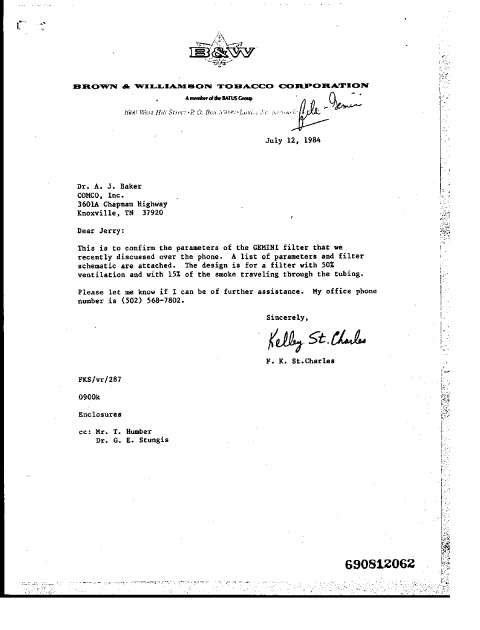 B&W
BROWN & WILLIAMSON TOBACCO CORPORATION
A member of the BATUS Group
1600 West Hill Street • P. O. Box
file - Gemini
July 12, 1984
Dr. A. J. Baker
COMCO, Inc.
3601A Chapman Highway
Knoxville, TN 37920
Dear Jerry:
This is to confirm the parameters of the GEMINI filter that we
recently discussed over the phone. A list of parameters and filter
schematic are attached. The design is for a filter with 50%
ventilation and with 15% of the smoke traveling through the tubing.
Please let me know if I can be of further assistance. My office phone
number is (502) 568-7802.
Sincerely,
Kelley St. Charles
F. K. St.Charles
FKS/vr/287
0900k
Enclosures
cc: Mr. T. Humber
Dr. G. E. Stungis
690812062